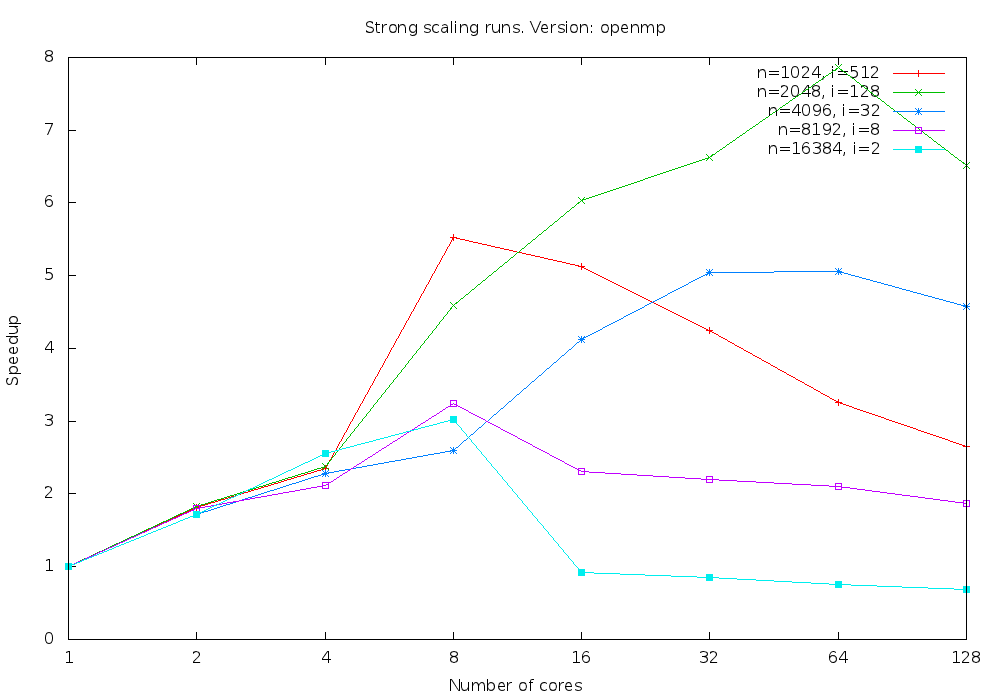 Strong scaling runs. Version: openmp
n=1024, i=512
n=2048, i=128
n=4096, i=32
n=8192, i=8
n=16384, i=2
8
7
6
5
4
3
2
1
0
Speedup
1 2 4 8 16 32 64 128
Number of cores